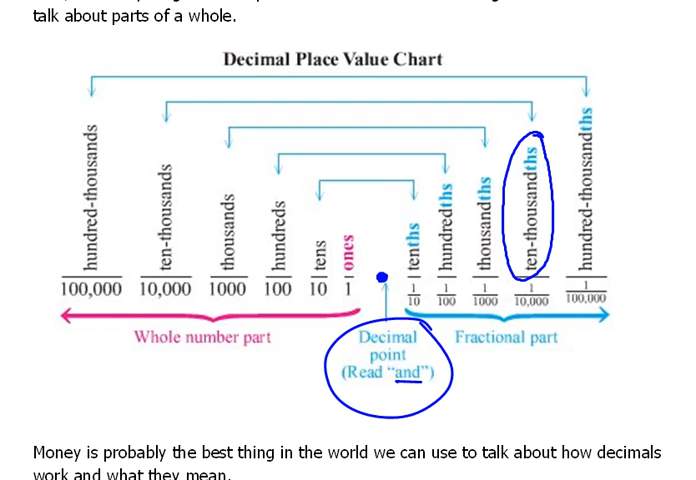 talk about parts of a whole.
Decimal Place Value Chart
hundred-thousands
ten-thousands
thousands
hundreds
tens
ones
tenths
hundredths
thousandths
ten-thousandths
hundred-thousandths
100,000 10,000 1000 100 10 1 1/10 1/100 1/1000 1/10,000 1/100,000
Whole number part
Decimal
point
(Read “and”)
Fractional part
Money is probably the best thing in the world we can use to talk about how decimals
work and what they mean.